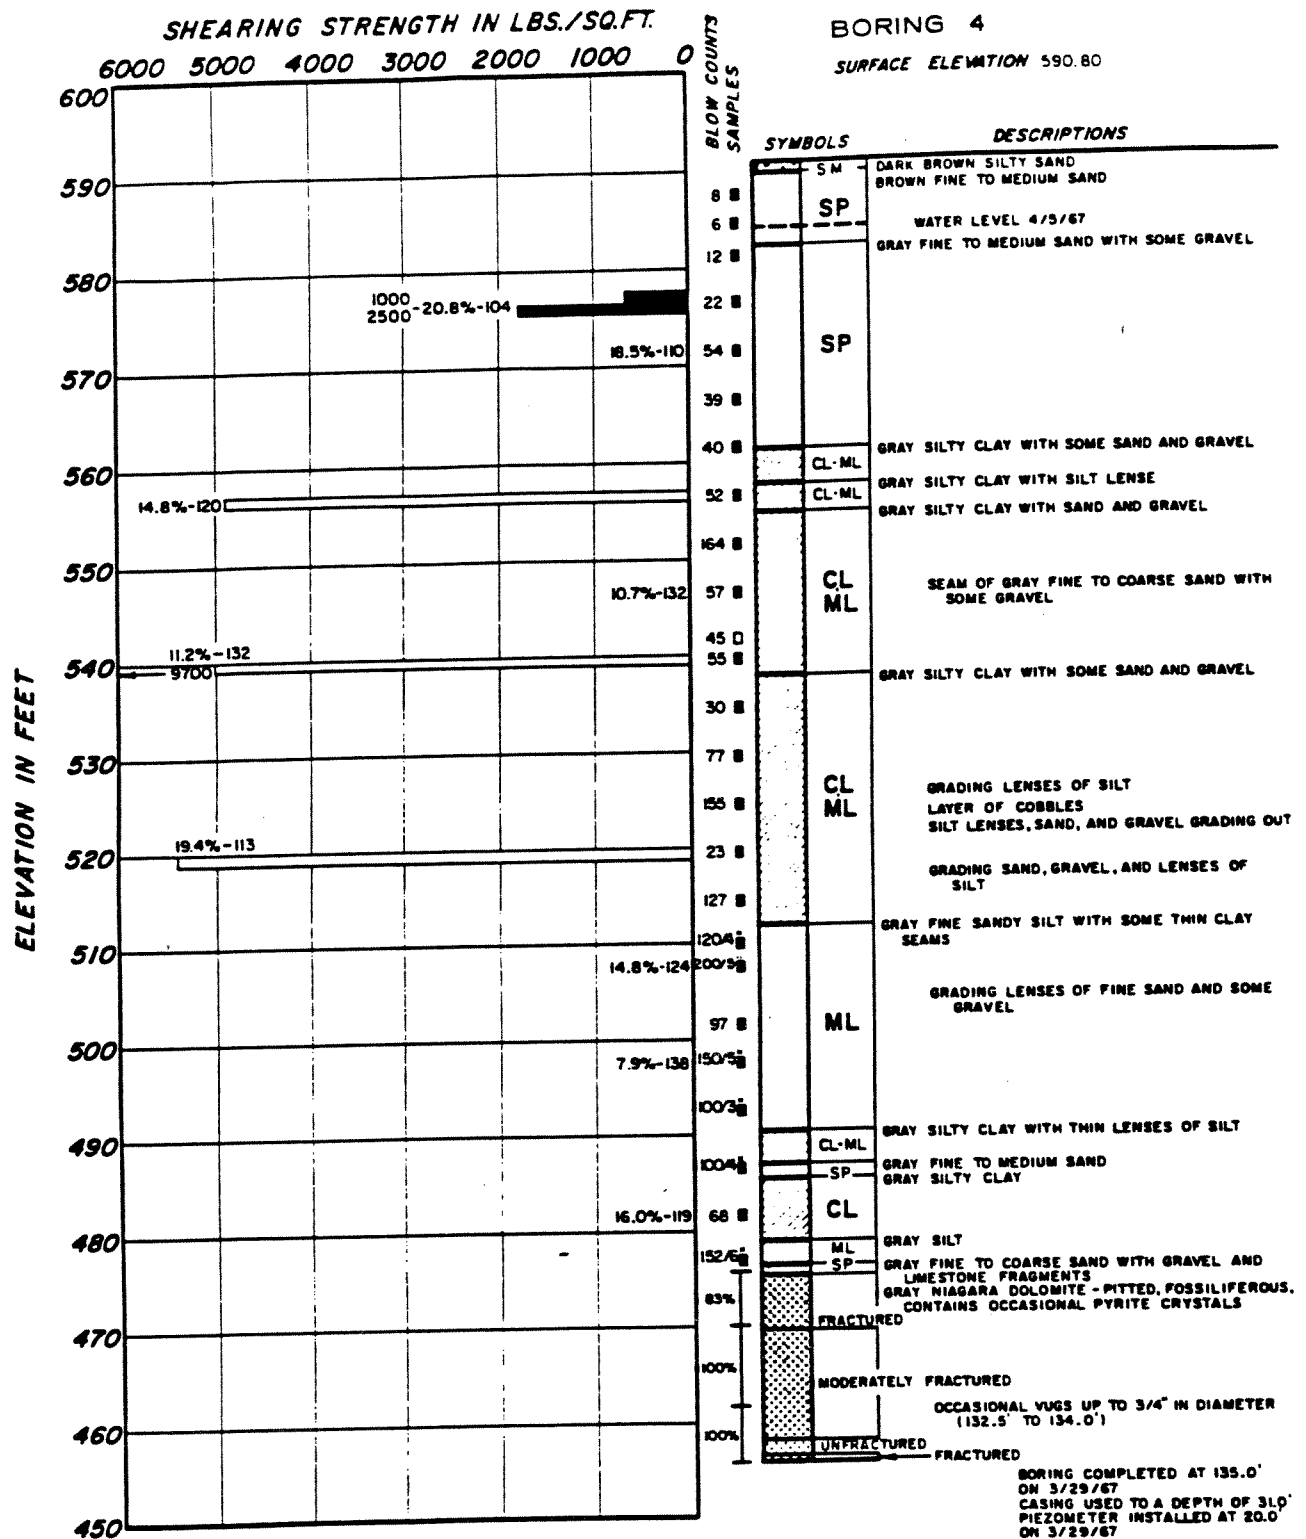 SHEARING STRENGTH IN LBS./SQ.FT.
6000 5000 4000 3000 2000 1000 0
BLOW COUNTS
SAMPLES
BORING 4
SURFACE ELEVATION 590.80
SYMBOLS
DESCRIPTIONS
ELEVATION IN FEET
600
590
580
570
560
550
540
530
520
510
500
490
480
470
460
450
1000
2500 -20.8%-104
18.5%-110
14.8%-120
10.7%-132
11.2%-132
9700
19.4%-113
14.8%-124
7.9%-138
16.0%-119
8
6
12
22
54
39
40
52
164
57
45
55
30
77
155
23
127
120/4"
200/5"
97
150/5"
100/3"
100/4"
68
152/6"
83%
100%
100%
SM
SP
SP
CL-ML
CL-ML
CL
ML
CL
ML
ML
CL-ML
SP
CL
ML
SP
DARK BROWN SILTY SAND
BROWN FINE TO MEDIUM SAND
WATER LEVEL 4/5/67
GRAY FINE TO MEDIUM SAND WITH SOME GRAVEL
GRAY SILTY CLAY WITH SOME SAND AND GRAVEL
GRAY SILTY CLAY WITH SILT LENSE
GRAY SILTY CLAY WITH SAND AND GRAVEL
SEAM OF GRAY FINE TO COARSE SAND WITH
SOME GRAVEL
GRAY SILTY CLAY WITH SOME SAND AND GRAVEL
GRADING LENSES OF SILT
LAYER OF COBBLES
SILT LENSES, SAND, AND GRAVEL GRADING OUT
GRADING SAND, GRAVEL, AND LENSES OF
SILT
GRAY FINE SANDY SILT WITH SOME THIN CLAY
SEAMS
GRADING LENSES OF FINE SAND AND SOME
GRAVEL
GRAY SILTY CLAY WITH THIN LENSES OF SILT
GRAY FINE TO MEDIUM SAND
GRAY SILTY CLAY
GRAY SILT
GRAY FINE TO COARSE SAND WITH GRAVEL AND
LIMESTONE FRAGMENTS
GRAY NIAGARA DOLOMITE - PITTED, FOSSILIFEROUS,
CONTAINS OCCASIONAL PYRITE CRYSTALS
FRACTURED
MODERATELY FRACTURED
OCCASIONAL VUGS UP TO 3/4" IN DIAMETER
(132.5' TO 134.0')
UNFRACTURED
FRACTURED
BORING COMPLETED AT 135.0'
ON 3/29/67
CASING USED TO A DEPTH OF 31.0'
PIEZOMETER INSTALLED AT 20.0'
ON 3/29/67